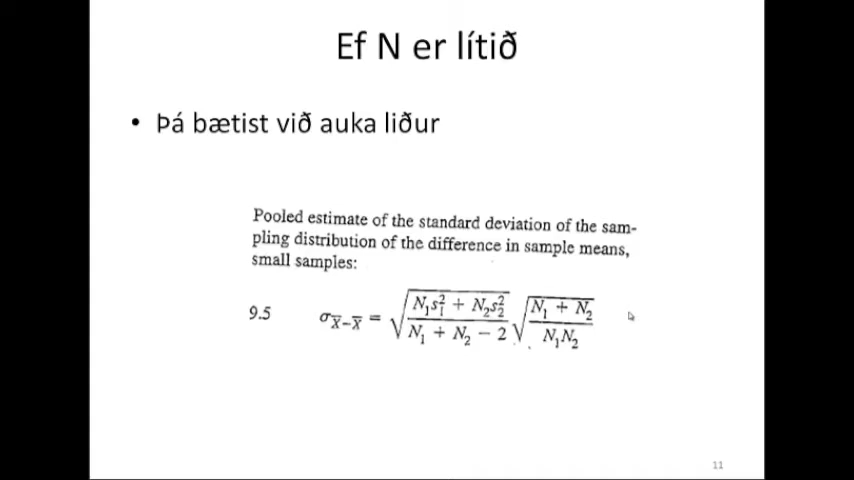 Ef N er lítið
• Þá bætist við auka liður
Pooled estimate of the standard deviation of the sam-
pling distribution of the difference in sample means,
small samples:
9.5 σ_{X̅−X̅} = √((N₁s₁² + N₂s₂²)/(N₁ + N₂ − 2)) √((N₁ + N₂)/(N₁N₂))
11